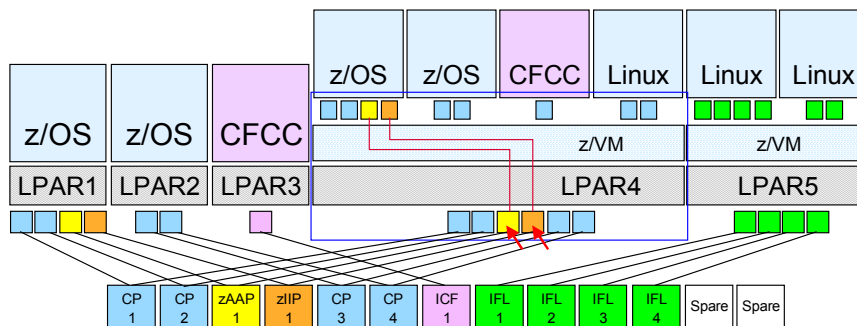 z/OS z/OS CFCC Linux Linux Linux
z/OS z/OS CFCC
z/VM z/VM
LPAR1 LPAR2 LPAR3 LPAR4 LPAR5
CP CP zAAP zIIP CP CP ICF IFL IFL IFL IFL Spare Spare
1 2 1 1 3 4 1 1 2 3 4